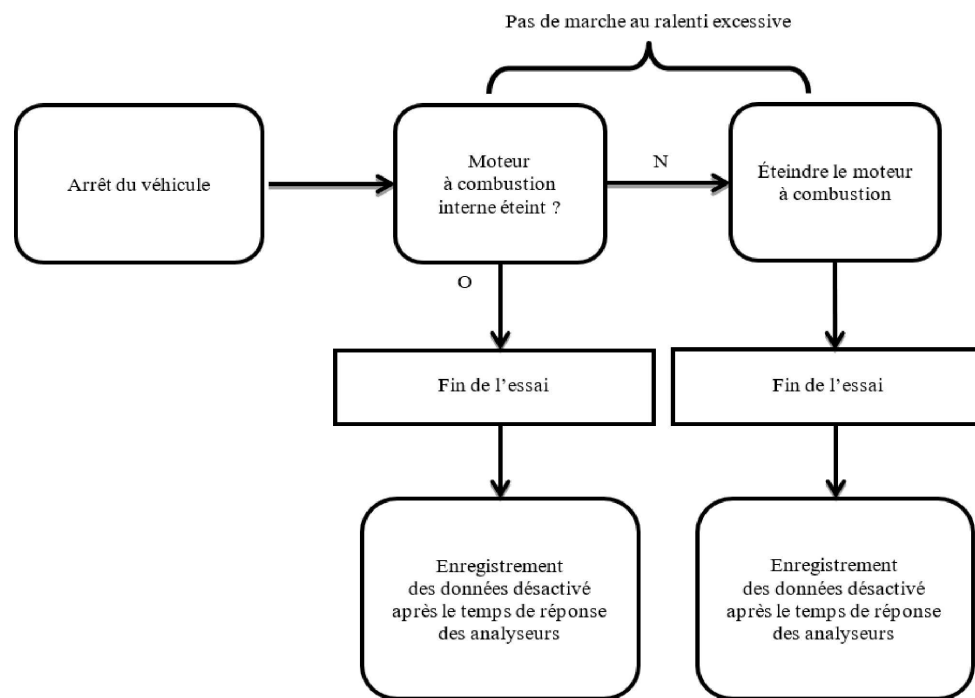 Pas de marche au ralenti excessive
Arrêt du véhicule
Moteur
à combustion
interne éteint ?
N
Éteindre le moteur
à combustion
O
Fin de l’essai
Fin de l’essai
Enregistrement
des données désactivé
après le temps de réponse
des analyseurs
Enregistrement
des données désactivé
après le temps de réponse
des analyseurs